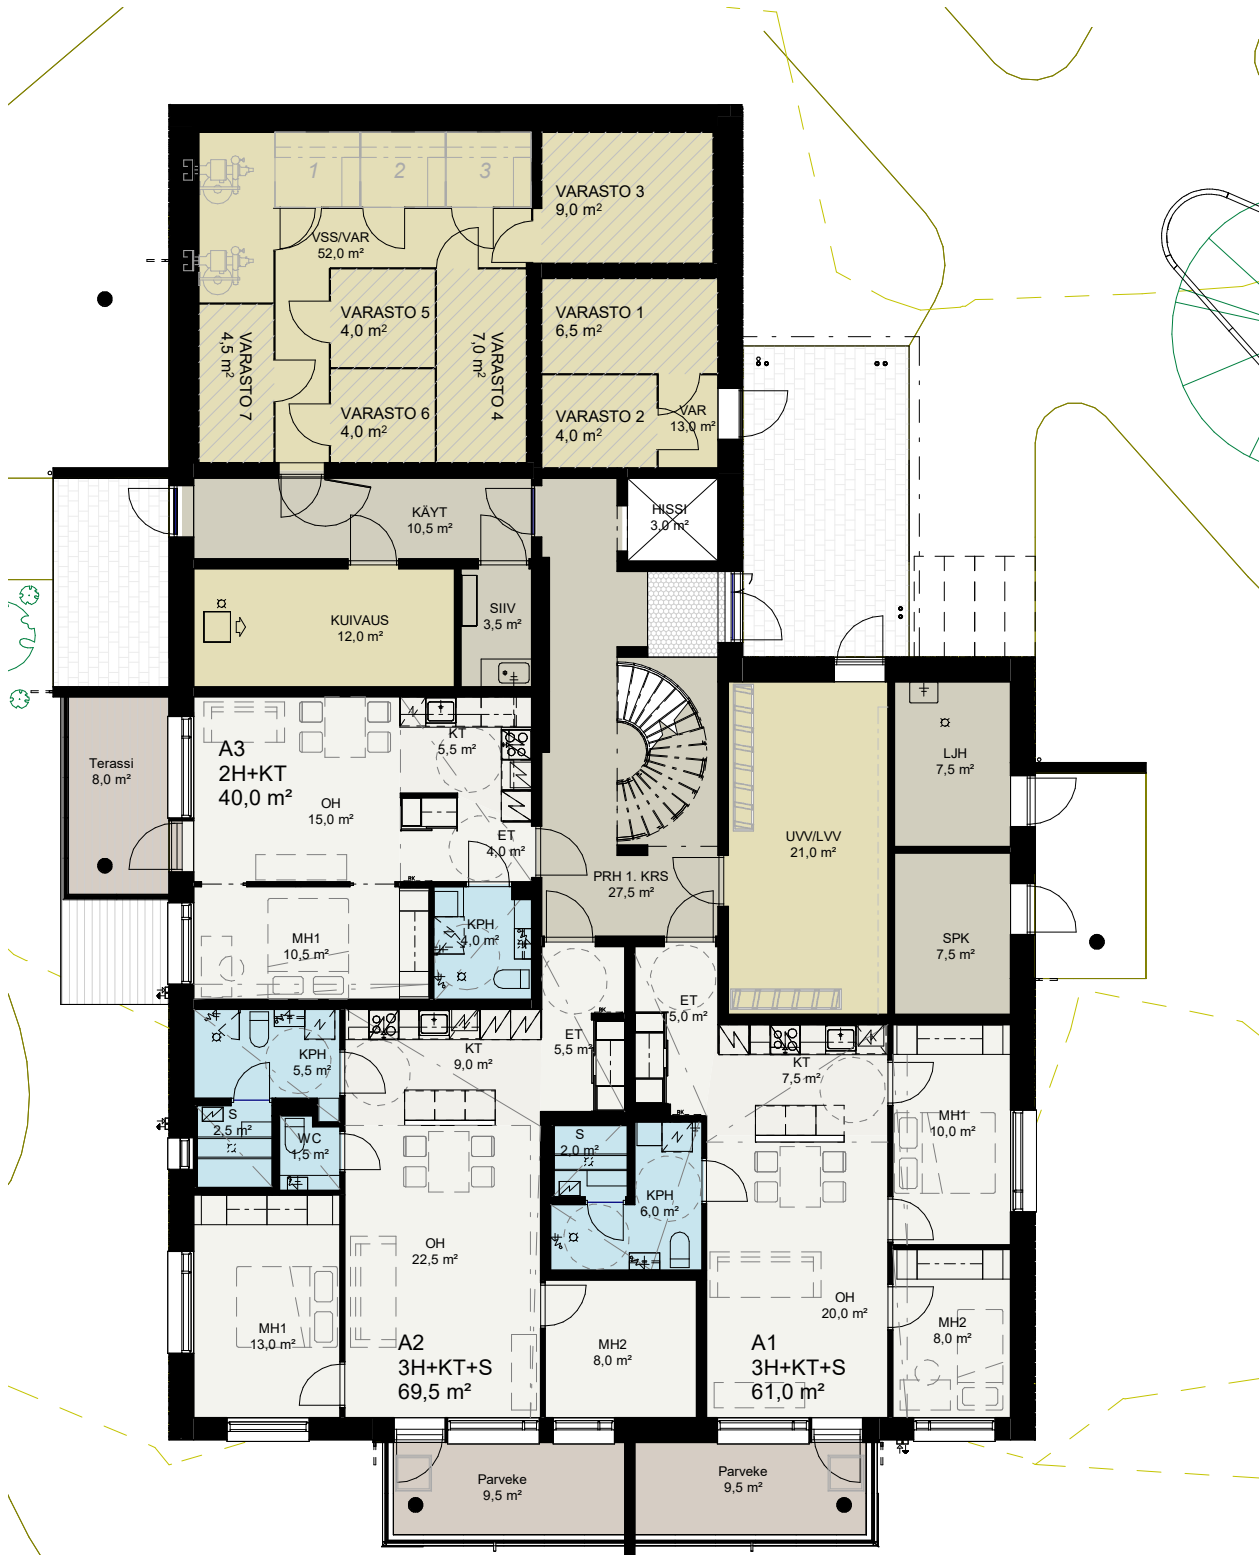 1
2
3
VARASTO 3
9,0 m²
VSS/VAR
52,0 m²
VARASTO 5
4,0 m²
VARASTO 1
6,5 m²
VARASTO 7
4,5 m²
VARASTO 4
7,0 m²
VARASTO 6
4,0 m²
VARASTO 2
4,0 m²
VAR
13,0 m²
KÄYT
10,5 m²
HISSI
3,0 m²
KUIVAUS
12,0 m²
SIIV
3,5 m²
Terassi
8,0 m²
A3
2H+KT
40,0 m²
KT
5,5 m²
OH
15,0 m²
ET
4,0 m²
LJH
7,5 m²
UVV/LVV
21,0 m²
PRH 1. KRS
27,5 m²
RK
MH1
10,5 m²
KPH
4,0 m²
SPK
7,5 m²
ET
5,0 m²
RK
KPH
5,5 m²
KT
9,0 m²
ET
5,5 m²
KT
7,5 m²
RK
S
2,5 m²
WC
1,5 m²
S
2,0 m²
MH1
10,0 m²
KPH
6,0 m²
OH
22,5 m²
OH
20,0 m²
MH1
13,0 m²
A2
3H+KT+S
69,5 m²
MH2
8,0 m²
A1
3H+KT+S
61,0 m²
MH2
8,0 m²
Parveke
9,5 m²
Parveke
9,5 m²